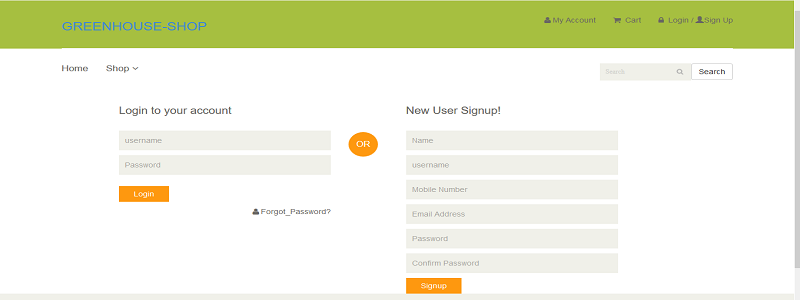 GREENHOUSE-SHOP
My Account Cart Login / Sign Up
Home Shop
Search Search
Login to your account
username
Password
Login
Forgot_Password?
OR
New User Signup!
Name
username
Mobile Number
Email Address
Password
Confirm Password
Signup